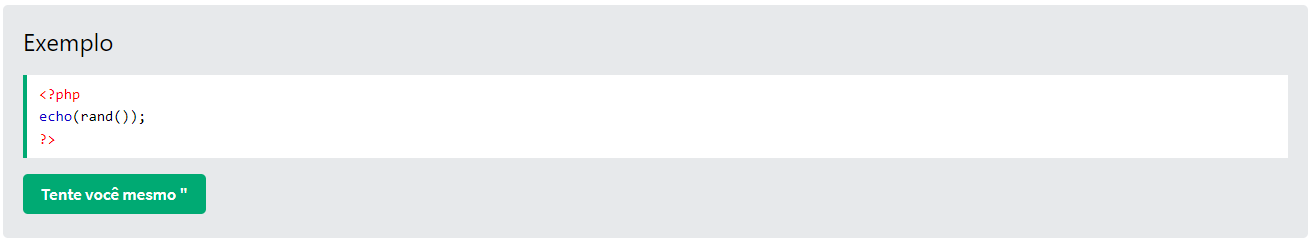 Exemplo
<?php
echo(rand());
?>
Tente você mesmo "